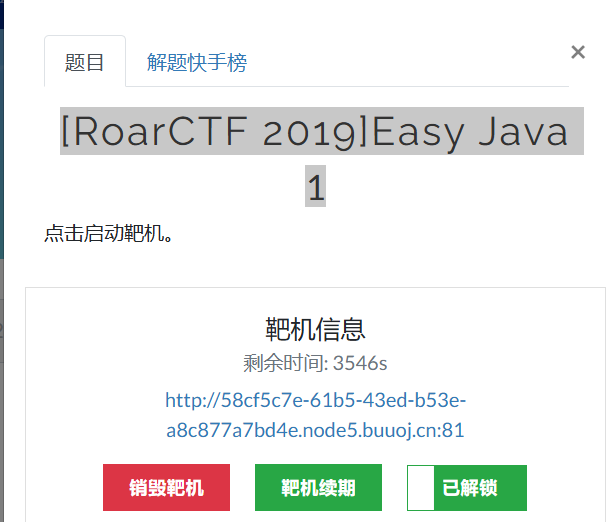 题目 解题快手榜 ×
[RoarCTF 2019]Easy Java
1
点击启动靶机。
靶机信息
剩余时间: 3546s
http://58cf5c7e-61b5-43ed-b53e-
a8c877a7bd4e.node5.buuoj.cn:81
销毁靶机 靶机续期 已解锁